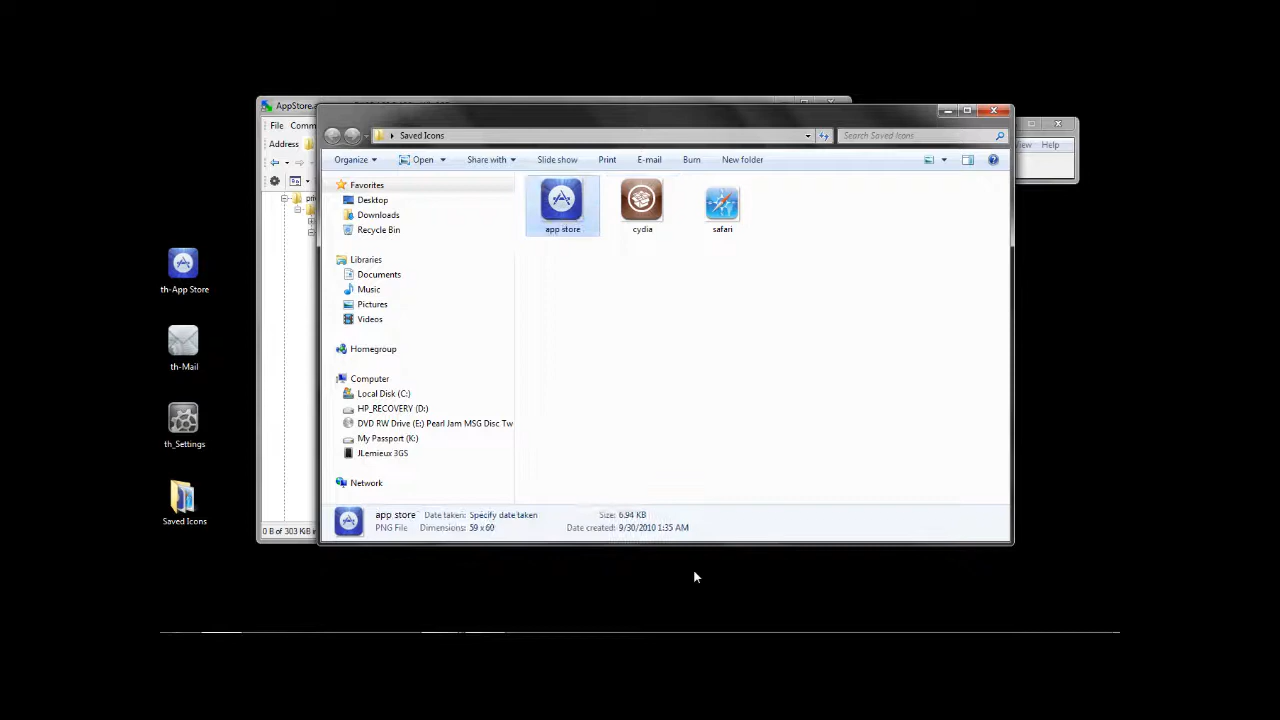 AppStore.a
File Comm
Address
View Help
Saved Icons
Search Saved Icons
Organize Open Share with Slide show Print E-mail Burn New folder
Favorites
Desktop
Downloads
Recycle Bin
Libraries
Documents
Music
Pictures
Videos
Homegroup
Computer
Local Disk (C:)
HP_RECOVERY (D:)
DVD RW Drive (E:) Pearl Jam MSG Disc Tw
My Passport (K:)
JLemieux 3GS
Network
app store
cydia
safari
app store Date taken: Specify date taken Size: 6.94 KB
PNG File Dimensions: 59 x 60 Date created: 9/30/2010 1:35 AM
0 B of 303 KiB
th-App Store
th-Mail
th_Settings
Saved Icons